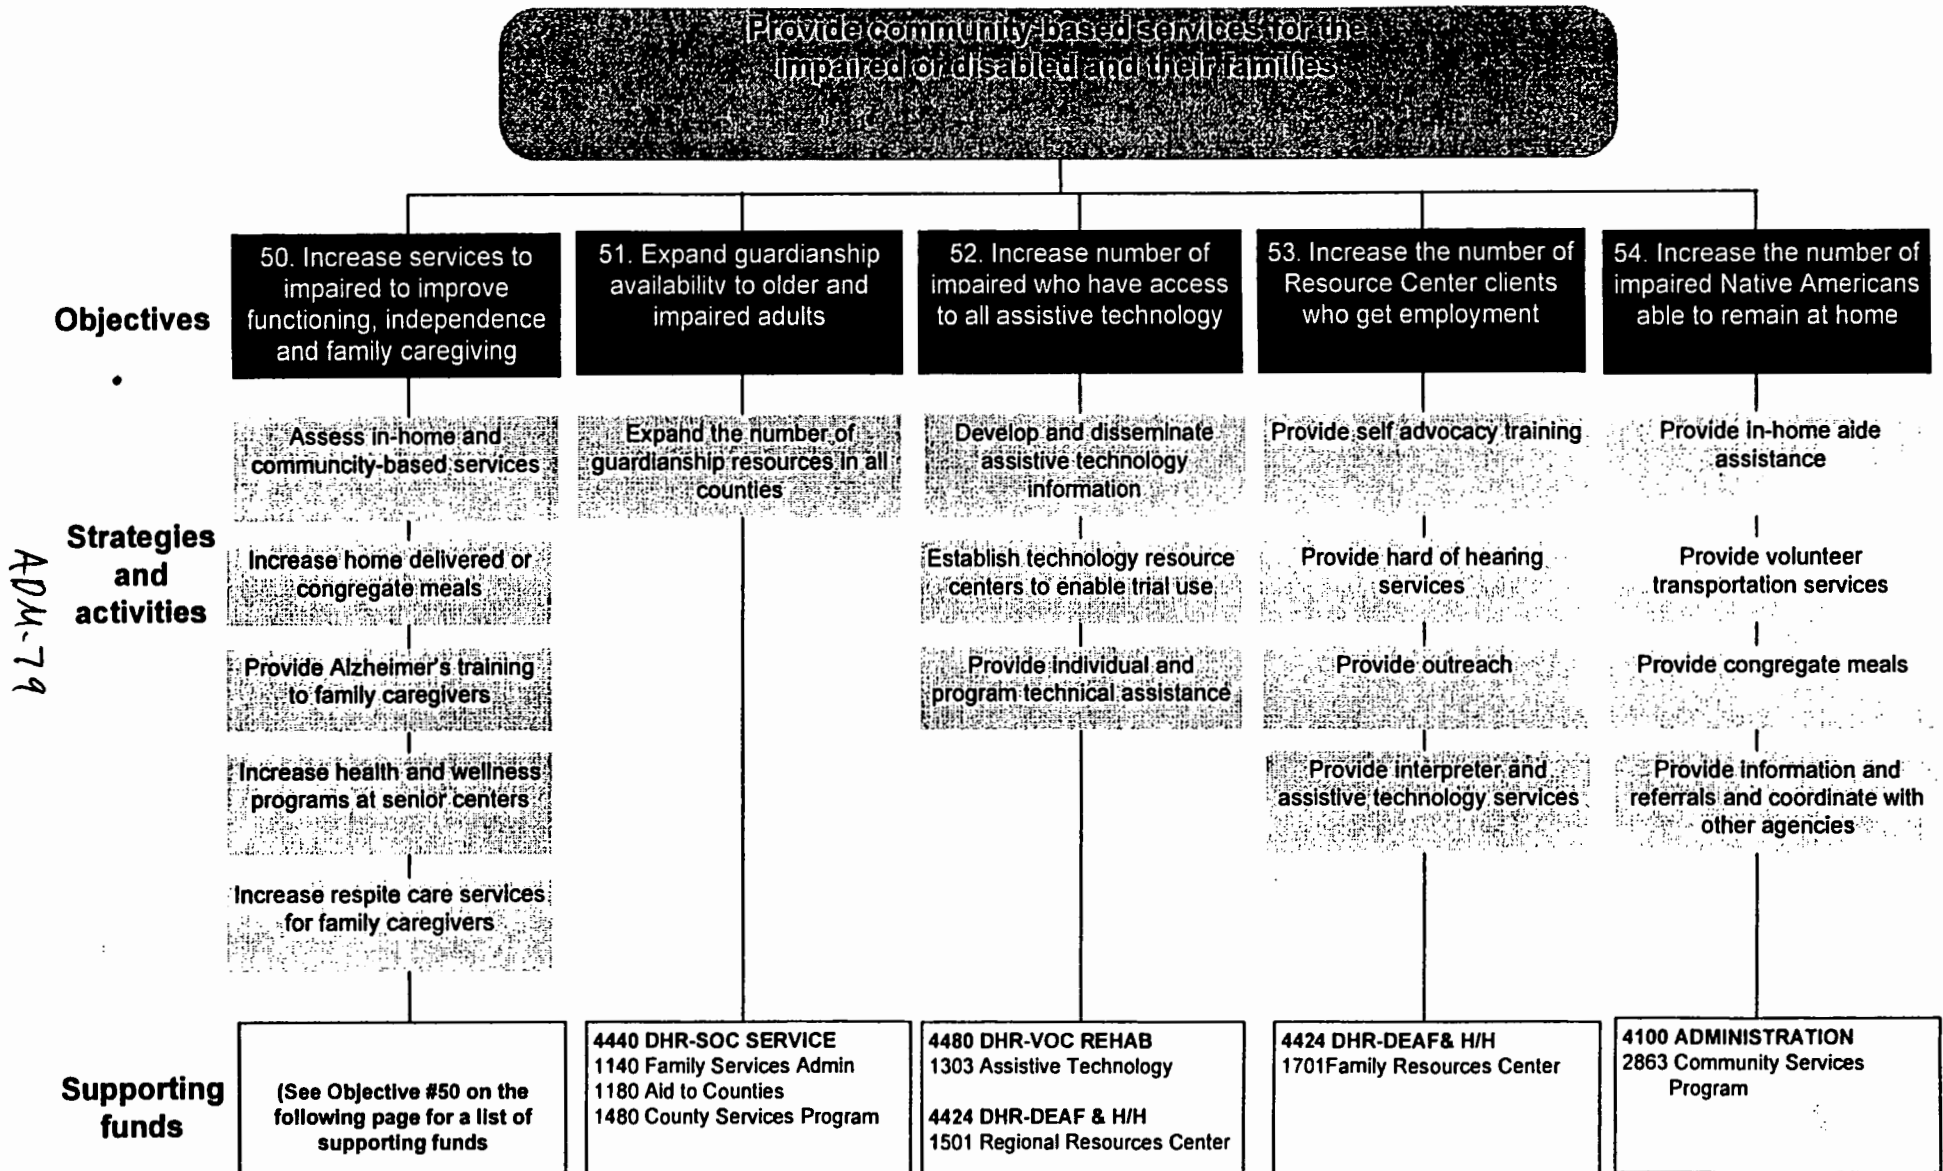 Provide community-based services for the
impaired or disabled and their families
Objectives
50. Increase services to
impaired to improve
functioning, independence
and family caregiving
51. Expand guardianship
availability to older and
impaired adults
52. Increase number of
impaired who have access
to all assistive technology
53. Increase the number of
Resource Center clients
who get employment
54. Increase the number of
impaired Native Americans
able to remain at home
Strategies
and
activities
Assess in-home and
communcity-based services
Increase home delivered or
congregate meals
Provide Alzheimer's training
to family caregivers
Increase health and wellness
programs at senior centers
Increase respite care services
for family caregivers
Expand the number of
guardianship resources in all
counties
Develop and disseminate
assistive technology
information
Establish technology resource
centers to enable trial use
Provide individual and
program technical assistance
Provide self advocacy training
Provide hard of hearing
services
Provide outreach
Provide interpreter and
assistive technology services
Provide in-home aide
assistance
Provide volunteer
transportation services
Provide congregate meals
Provide information and
referrals and coordinate with
other agencies
Supporting
funds
(See Objective #50 on the
following page for a list of
supporting funds
4440 DHR-SOC SERVICE
1140 Family Services Admin
1180 Aid to Counties
1480 County Services Program
4480 DHR-VOC REHAB
1303 Assistive Technology
4424 DHR-DEAF & H/H
1501 Regional Resources Center
4424 DHR-DEAF& H/H
1701Family Resources Center
4100 ADMINISTRATION
2863 Community Services
Program
ADM-79